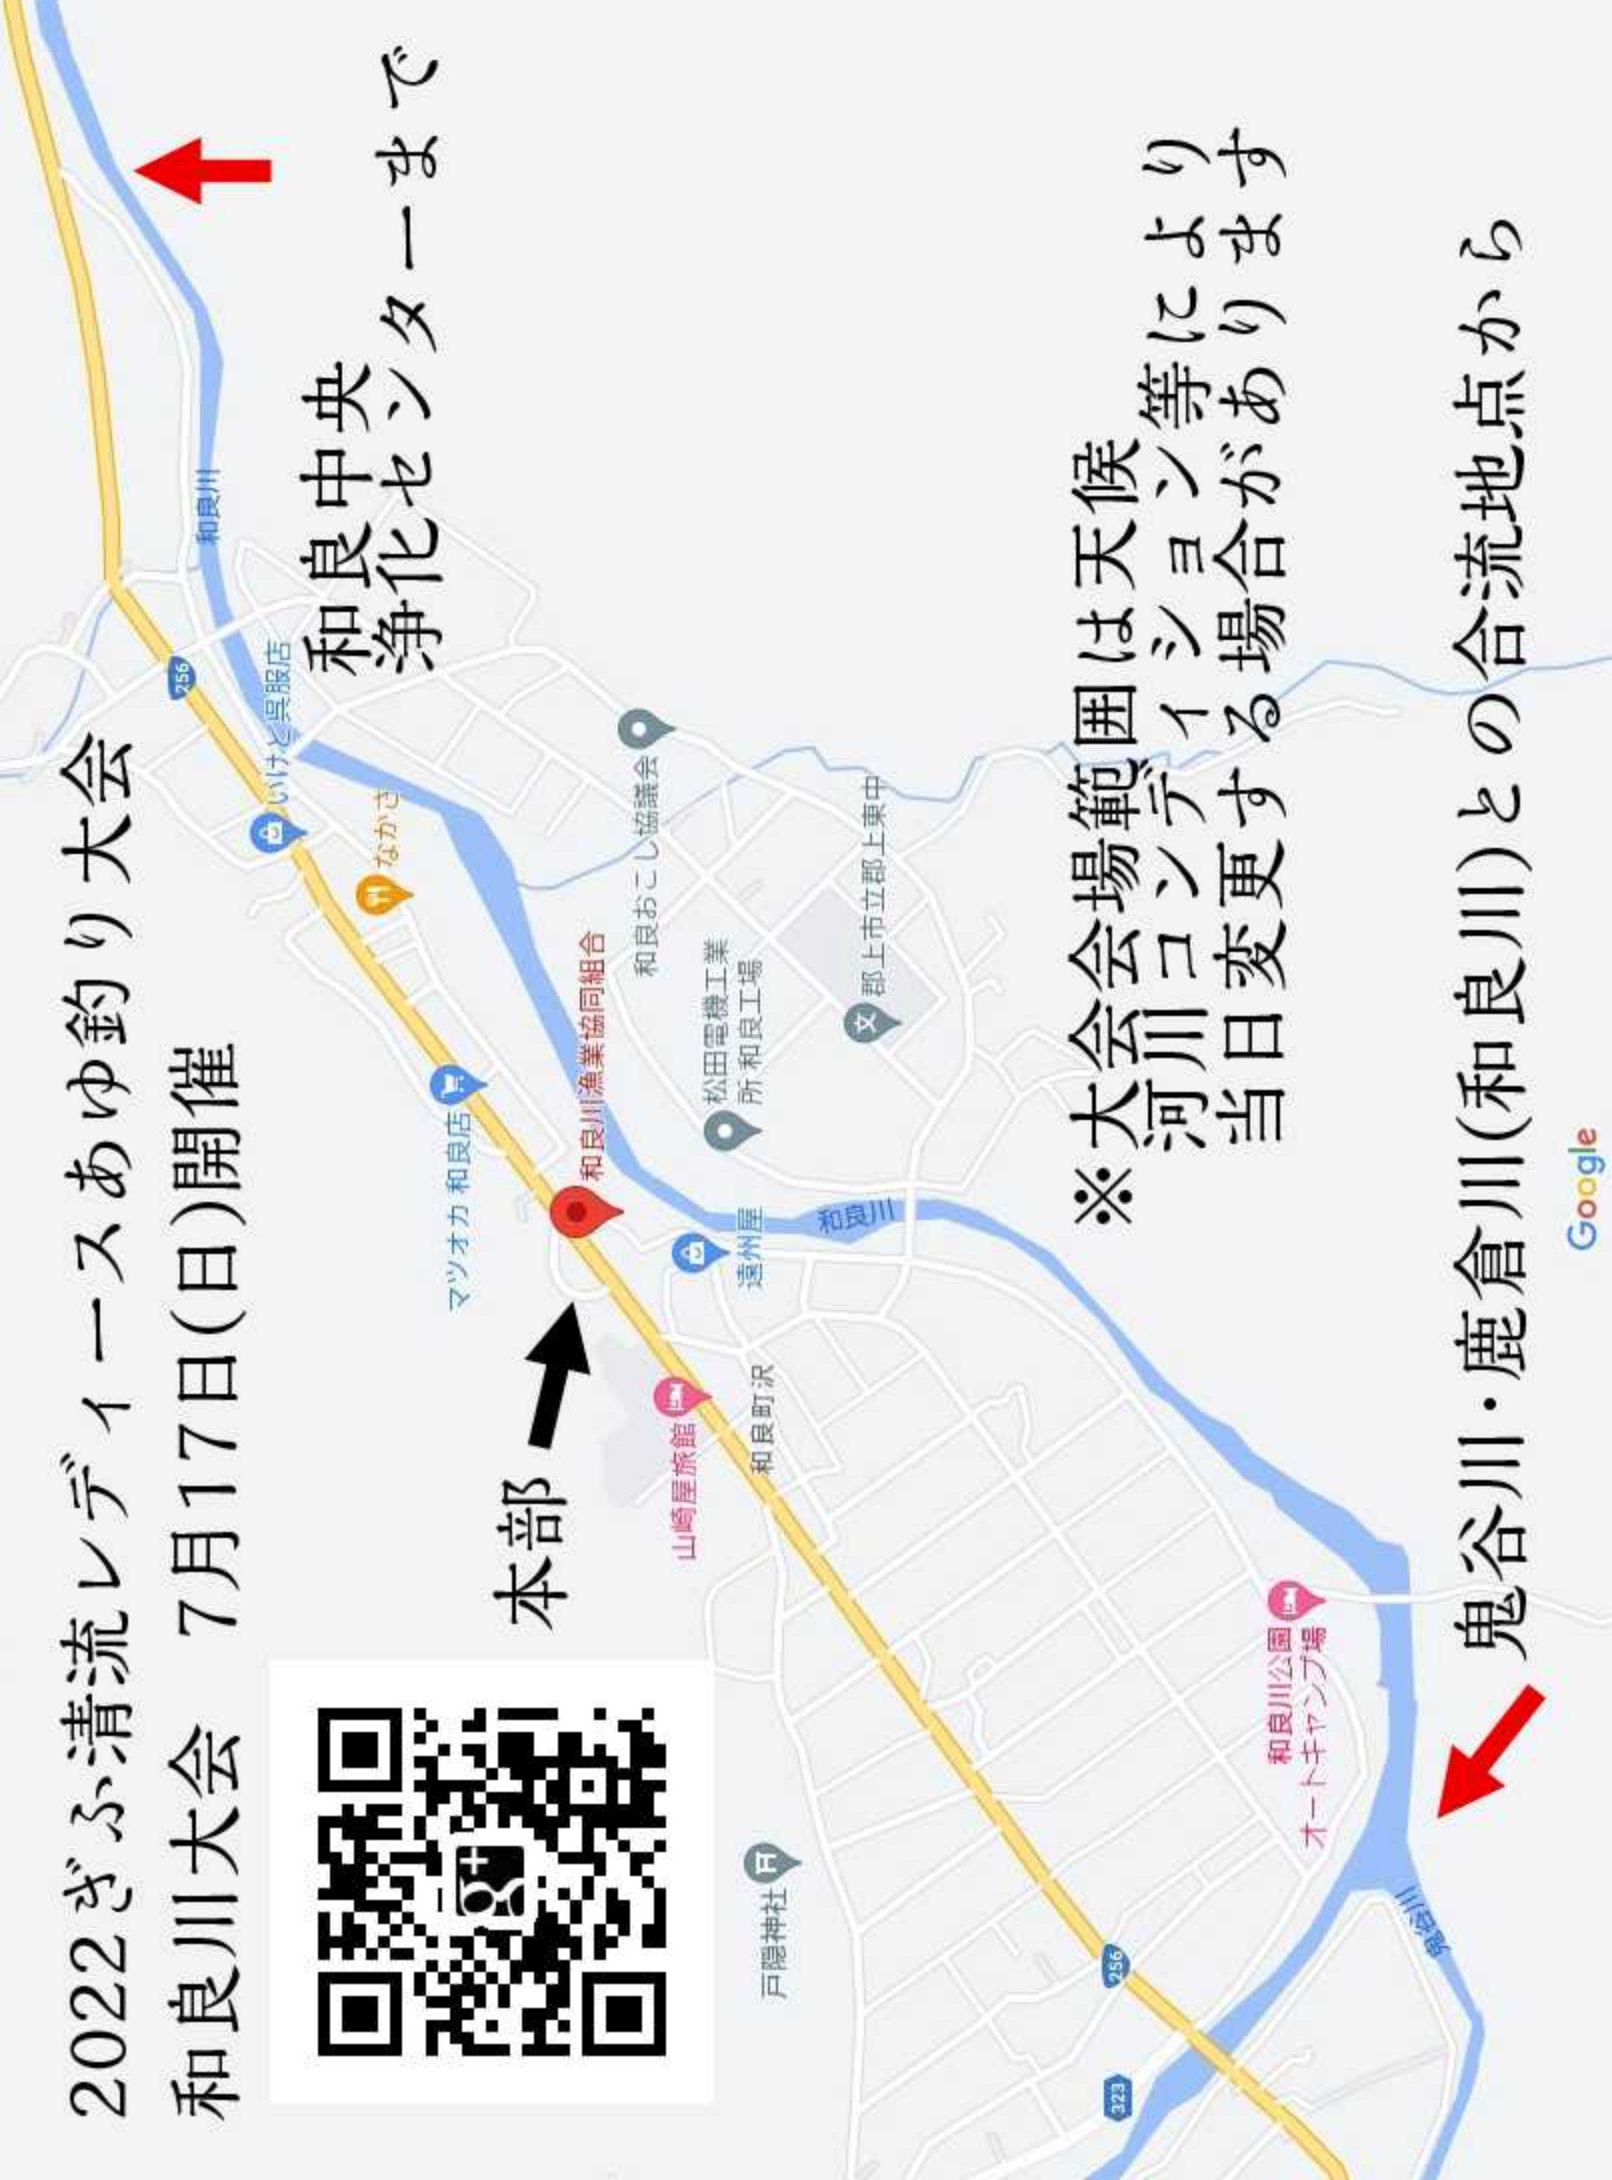 2022ぎふ清流レディースあゆ釣り大会
和良川大会　7月17日(日)開催
和良中央
浄化センターまで
和良川
256
いけと呉服店
なかさ
マツオカ 和良店
和良川漁業協同組合
和良おこし協議会
松田電機工業
所 和良工場
郡上市立郡上東中
本部
遠州屋
和良川
山崎屋旅館
和良町沢
戸隠神社
※大会会場範囲は天候
河川コンディション等により
当日変更する場合があります
和良川公園
オートキャンプ場
256
323
鬼谷川
鬼谷川・鹿倉川(和良川)との合流地点から
Google